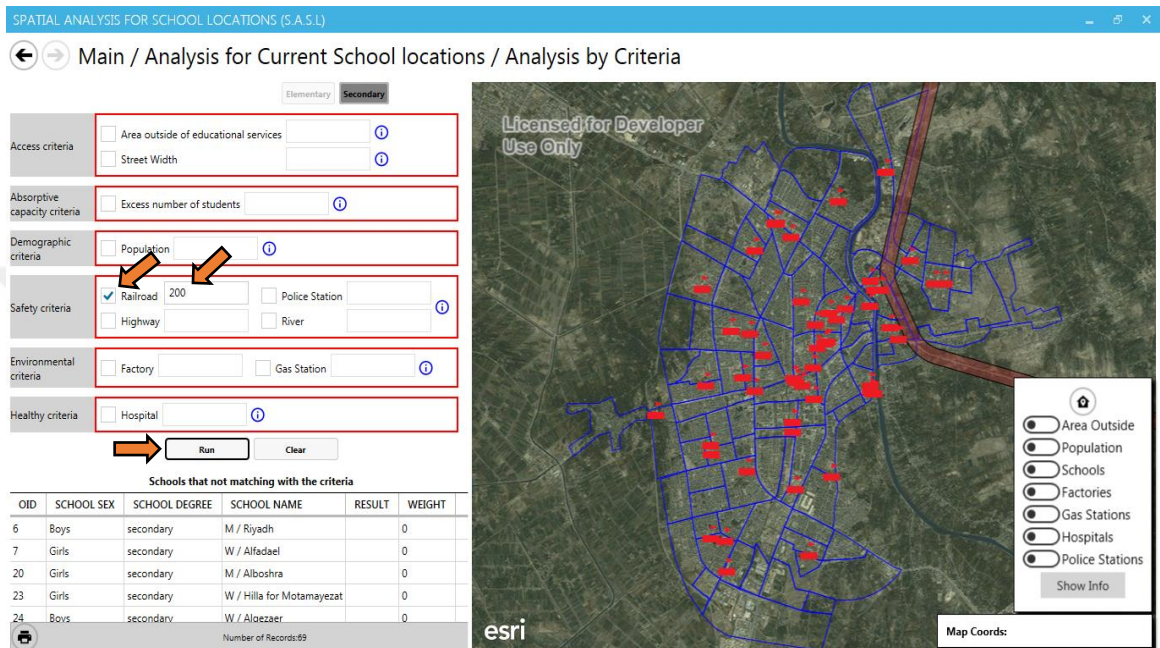 SPATIAL ANALYSIS FOR SCHOOL LOCATIONS (S.A.S.L)
Main / Analysis for Current School locations / Analysis by Criteria
Elementary Secondary
Access criteria
Area outside of educational services
Street Width
Absorptive
capacity criteria
Excess number of students
Demographic
criteria
Population
Safety criteria
Railroad 200 Police Station
Highway River
Environmental
criteria
Factory Gas Station
Healthy criteria
Hospital
Run Clear
Schools that not matching with the criteria
OID SCHOOL SEX SCHOOL DEGREE SCHOOL NAME RESULT WEIGHT
6 Boys secondary M / Riyadh 0
7 Girls secondary W / Alfadael 0
20 Girls secondary M / Alboshra 0
23 Girls secondary W / Hilla for Motamayezat 0
24 Boys secondary W / Algezaer 0
Number of Records:69
Licensed for Developer
Use Only
Area Outside
Population
Schools
Factories
Gas Stations
Hospitals
Police Stations
Show Info
esri
Map Coords: